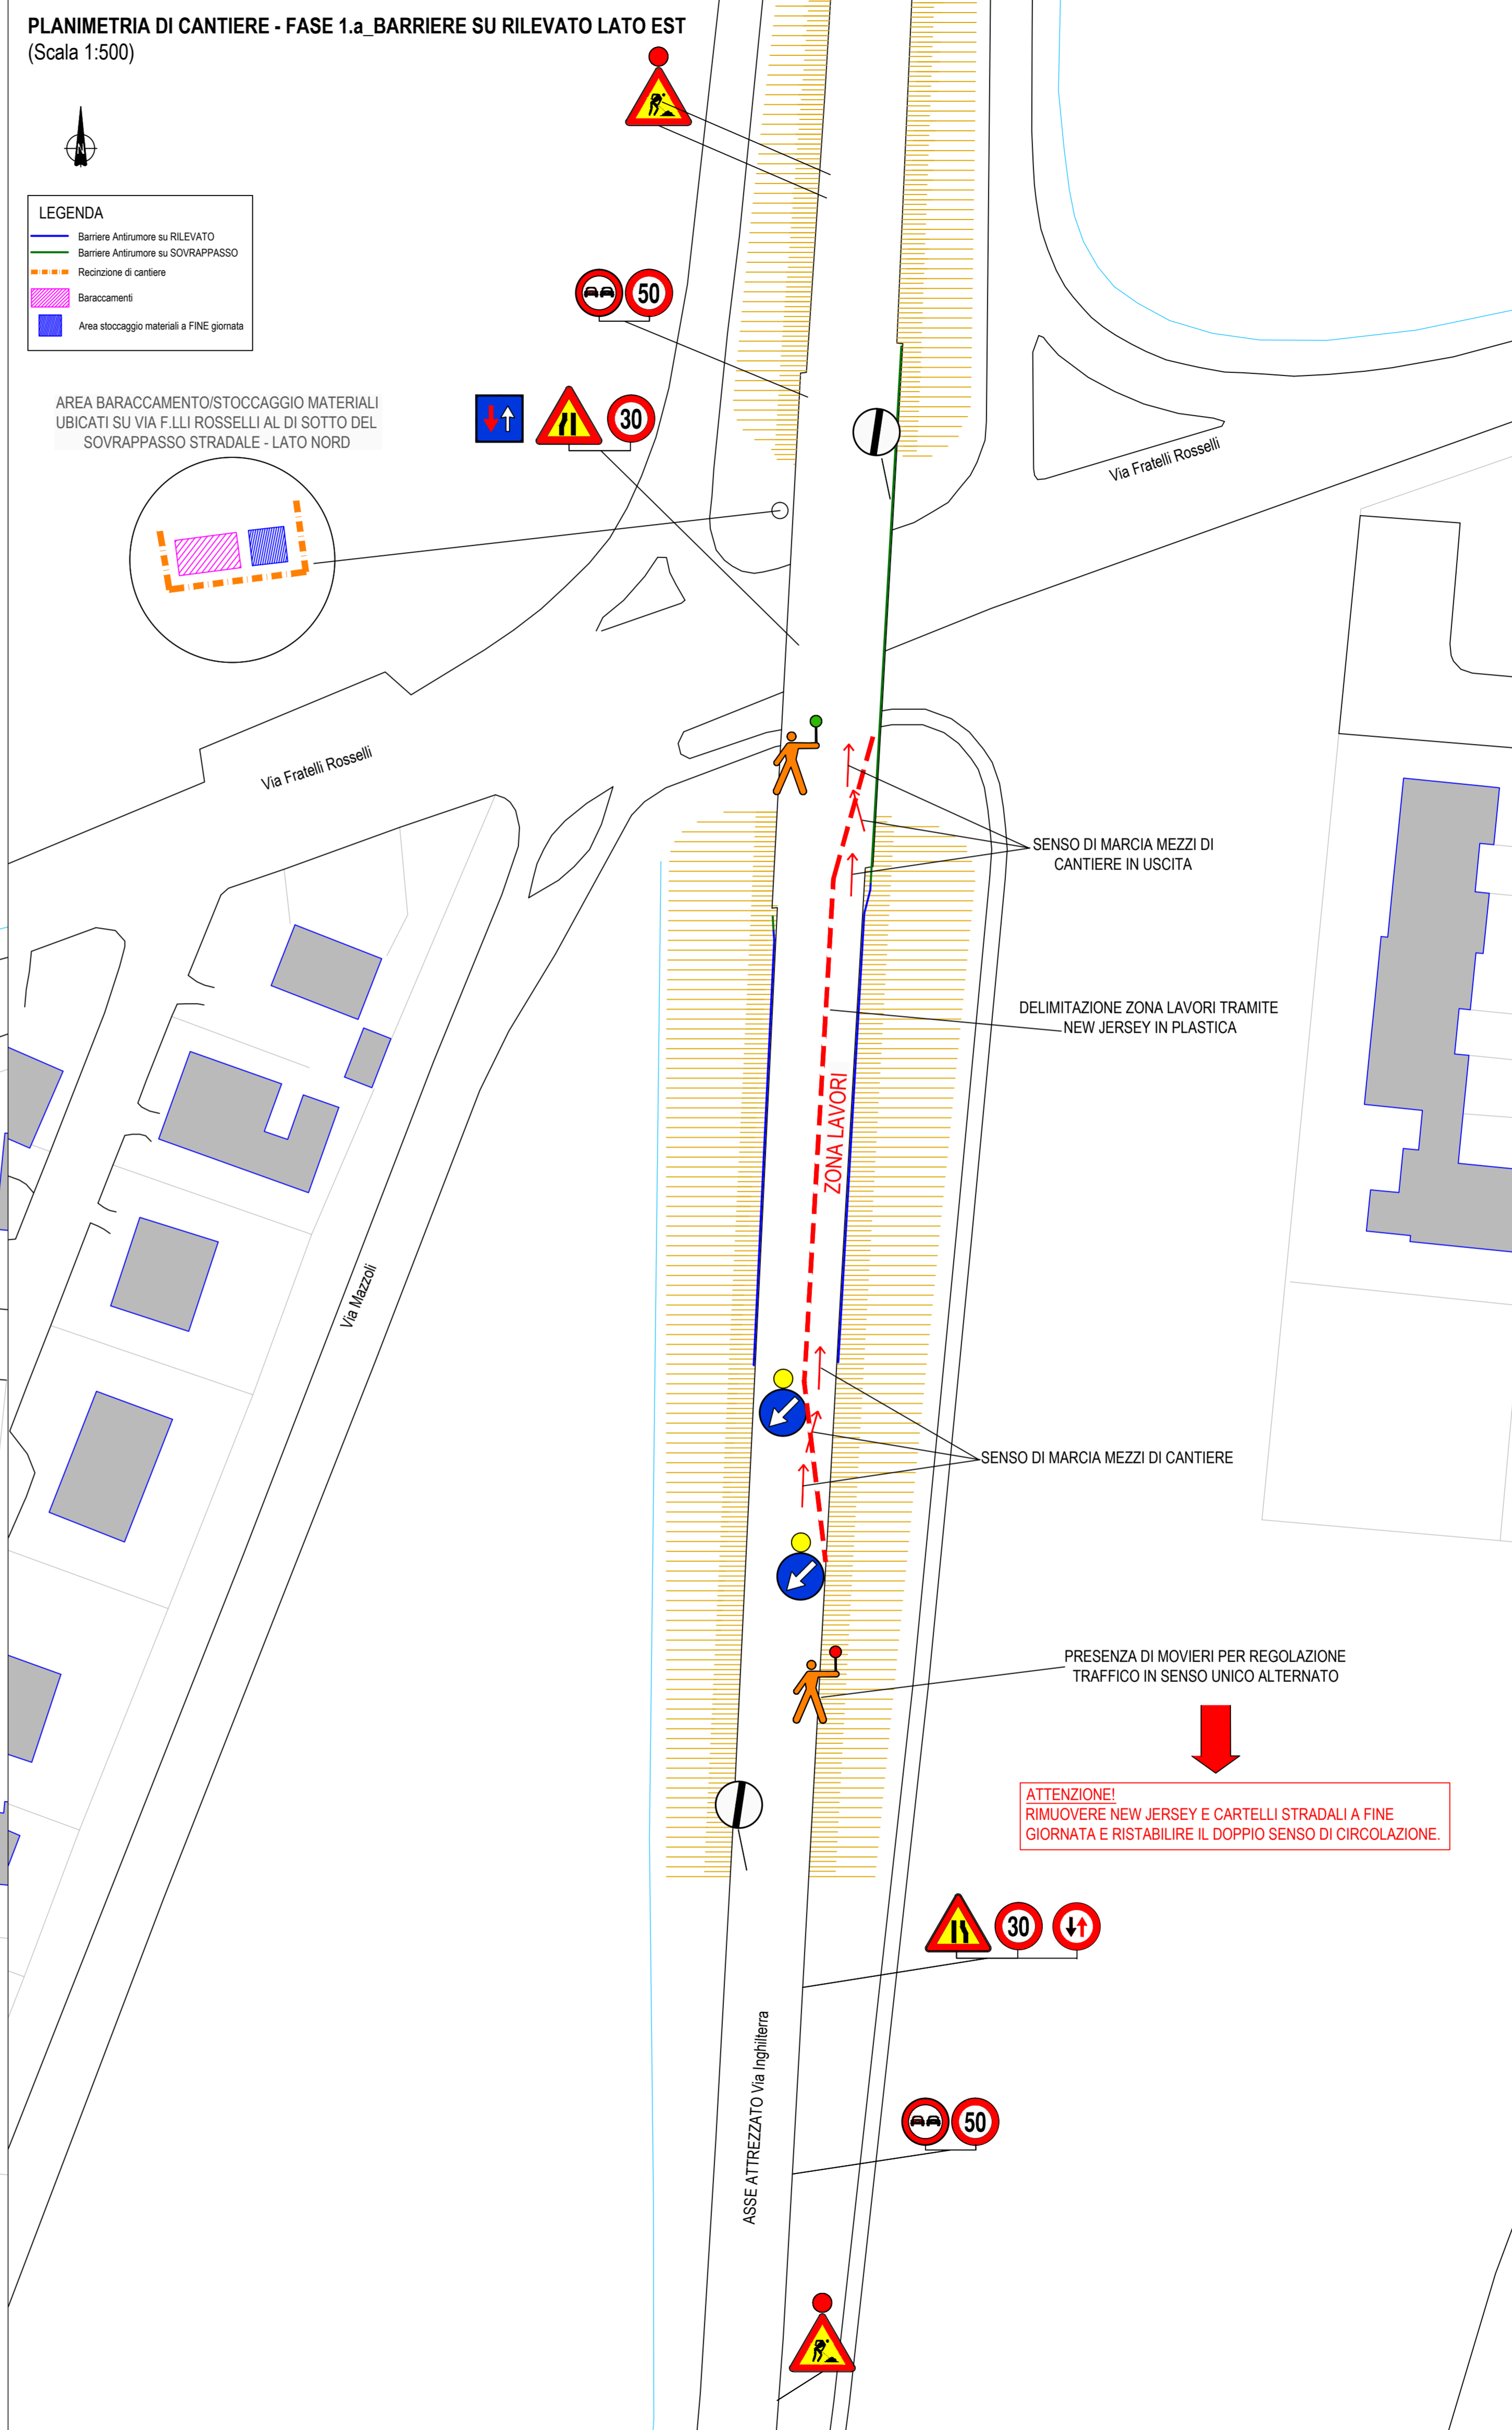 PLANIMETRIA DI CANTIERE - FASE 1.a_BARRIERE SU RILEVATO LATO EST
(Scala 1:500)
N
LEGENDA
Barriere Antirumore su RILEVATO
Barriere Antirumore su SOVRAPPASSO
Recinzione di cantiere
Baraccamenti
Area stoccaggio materiali a FINE giornata
50
AREA BARACCAMENTO/STOCCAGGIO MATERIALI
UBICATI SU VIA F.LLI ROSSELLI AL DI SOTTO DEL
SOVRAPPASSO STRADALE - LATO NORD
30
Via Fratelli Rosselli
Via Fratelli Rosselli
SENSO DI MARCIA MEZZI DI
CANTIERE IN USCITA
DELIMITAZIONE ZONA LAVORI TRAMITE
NEW JERSEY IN PLASTICA
ZONA LAVORI
Via Mazzoli
SENSO DI MARCIA MEZZI DI CANTIERE
PRESENZA DI MOVIERI PER REGOLAZIONE
TRAFFICO IN SENSO UNICO ALTERNATO
ATTENZIONE!
RIMUOVERE NEW JERSEY E CARTELLI STRADALI A FINE
GIORNATA E RISTABILIRE IL DOPPIO SENSO DI CIRCOLAZIONE.
30
ASSE ATTREZZATO Via Inghilterra
50